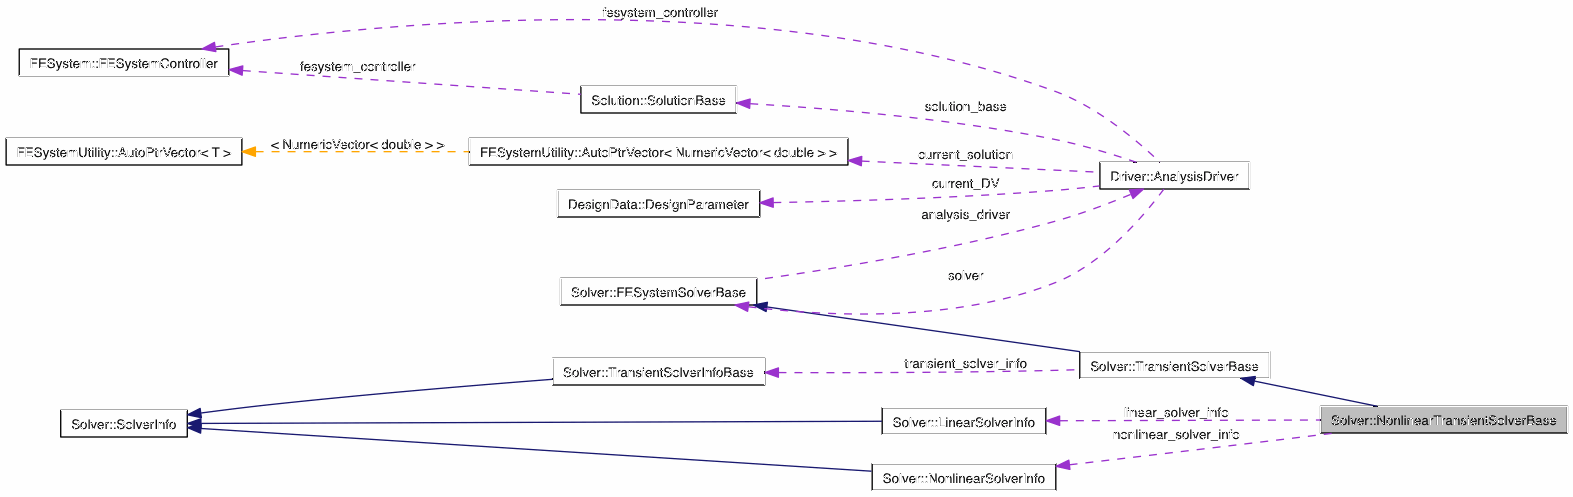 fesystem_controller
FESystem::FESystemController
fesystem_controller
Solution::SolutionBase
solution_base
FESystemUtility::AutoPtrVector< T >
< NumericVector< double > >
FESystemUtility::AutoPtrVector< NumericVector< double > >
current_solution
Driver::AnalysisDriver
current_DV
DesignData::DesignParameter
analysis_driver
solver
Solver::FESystemSolverBase
transient_solver_info
Solver::TransientSolverBase
Solver::TransientSolverInfoBase
linear_solver_info
Solver::NonlinearTransientSolverBase
Solver::SolverInfo
Solver::LinearSolverInfo
nonlinear_solver_info
Solver::NonlinearSolverInfo